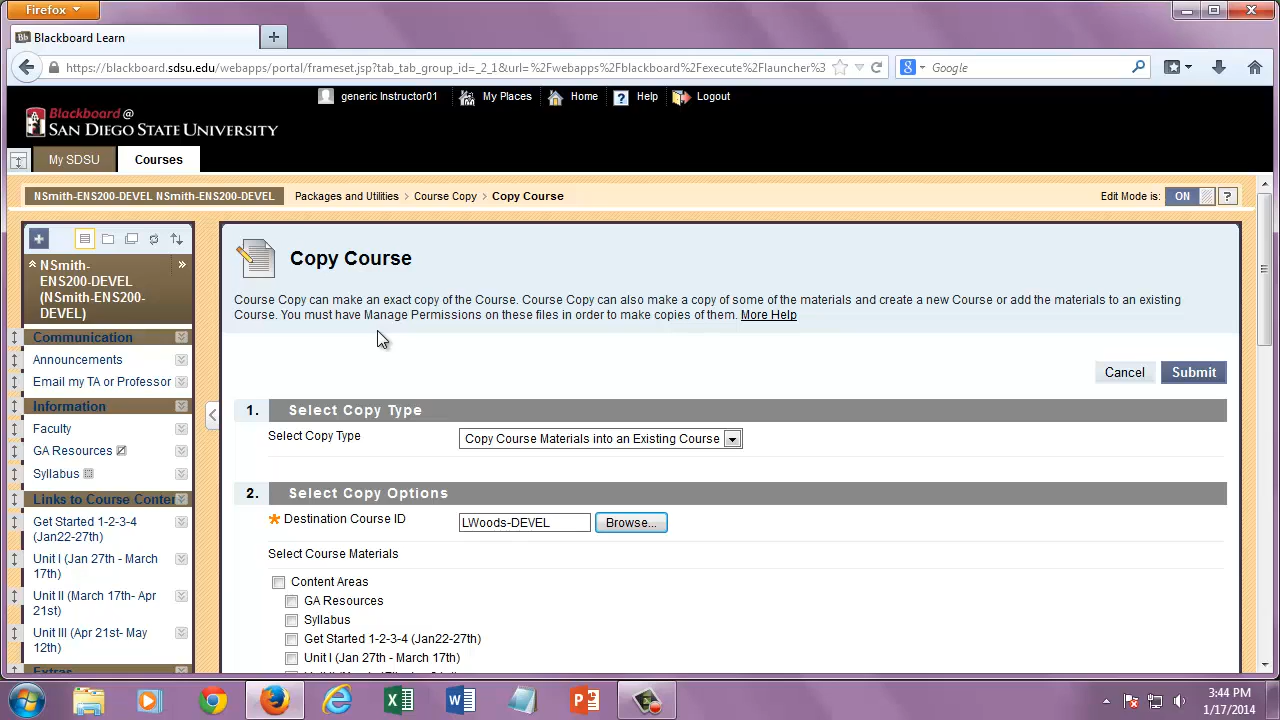 Firefox
Blackboard Learn
https://blackboard.sdsu.edu/webapps/portal/frameset.jsp?tab_tab_group_id=_2_1&url=%2Fwebapps%2Fblackboard%2Fexecute%2Flauncher%3
Google
generic Instructor01 My Places Home ? Help Logout
Blackboard @
SAN DIEGO STATE UNIVERSITY
My SDSU Courses
NSmith-ENS200-DEVEL NSmith-ENS200-DEVEL Packages and Utilities > Course Copy > Copy Course Edit Mode is: ON ?
NSmith-
ENS200-DEVEL
(NSmith-ENS200-
DEVEL)
Communication
Announcements
Email my TA or Professor
Information
Faculty
GA Resources
Syllabus
Links to Course Conten
Get Started 1-2-3-4
(Jan22-27th)
Unit I (Jan 27th - March
17th)
Unit II (March 17th- Apr
21st)
Unit III (Apr 21st- May
12th)
Extras
Copy Course
Course Copy can make an exact copy of the Course. Course Copy can also make a copy of some of the materials and create a new Course or add the materials to an existing
Course. You must have Manage Permissions on these files in order to make copies of them. More Help
Cancel Submit
1. Select Copy Type
Select Copy Type Copy Course Materials into an Existing Course
2. Select Copy Options
Destination Course ID LWoods-DEVEL Browse...
Select Course Materials
Content Areas
GA Resources
Syllabus
Get Started 1-2-3-4 (Jan22-27th)
Unit I (Jan 27th - March 17th)
3:44 PM
1/17/2014